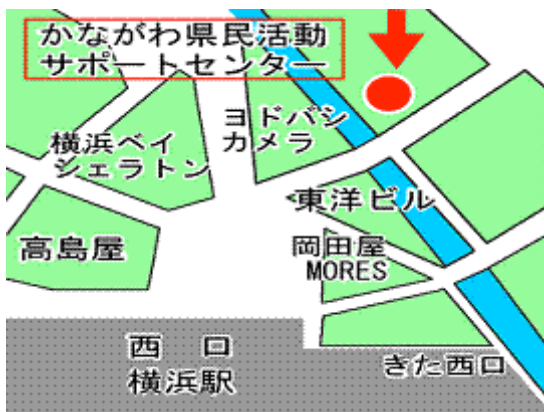 かながわ県民活動
サポートセンター
ヨドバシ
カメラ
横浜ベイ
シェラトン
東洋ビル
高島屋
岡田屋
MORES
西 口
横浜駅
きた西口